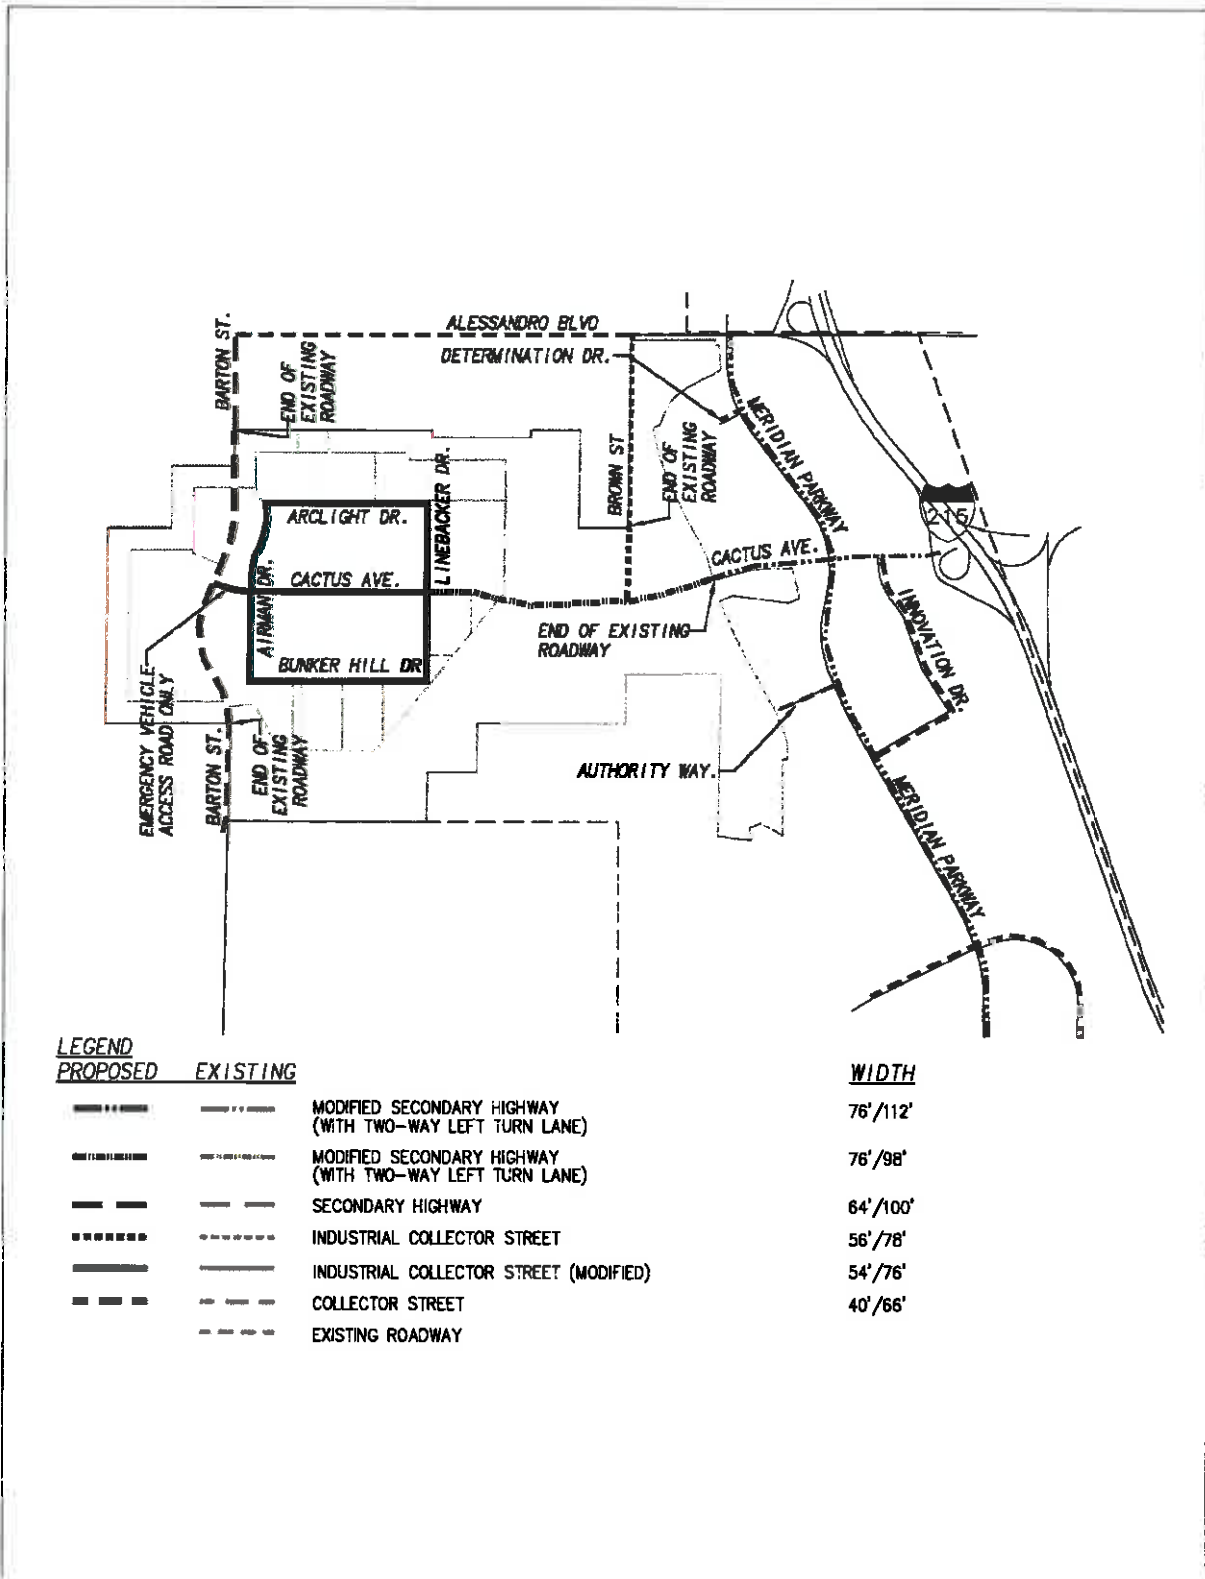 BARTON ST.
END OF
EXISTING
ROADWAY
ALESSANDRO BLVD
DETERMINATION DR.
MERIDIAN PARKWAY
BROWN ST
END OF
EXISTING
ROADWAY
LINEBACKER DR.
ARCLIGHT DR.
215
CACTUS AVE.
CACTUS AVE.
AIRMAN DR.
INNOVATION DR.
END OF EXISTING
ROADWAY
BUNKER HILL DR
EMERGENCY VEHICLE
ACCESS ROAD ONLY
BARTON ST.
END OF
EXISTING
ROADWAY
AUTHORITY WAY.
MERIDIAN PARKWAY
LEGEND
PROPOSED EXISTING WIDTH
MODIFIED SECONDARY HIGHWAY 76'/112'
(WITH TWO-WAY LEFT TURN LANE)
MODIFIED SECONDARY HIGHWAY 76'/98'
(WITH TWO-WAY LEFT TURN LANE)
SECONDARY HIGHWAY 64'/100'
INDUSTRIAL COLLECTOR STREET 56'/78'
INDUSTRIAL COLLECTOR STREET (MODIFIED) 54'/76'
COLLECTOR STREET 40'/66'
EXISTING ROADWAY